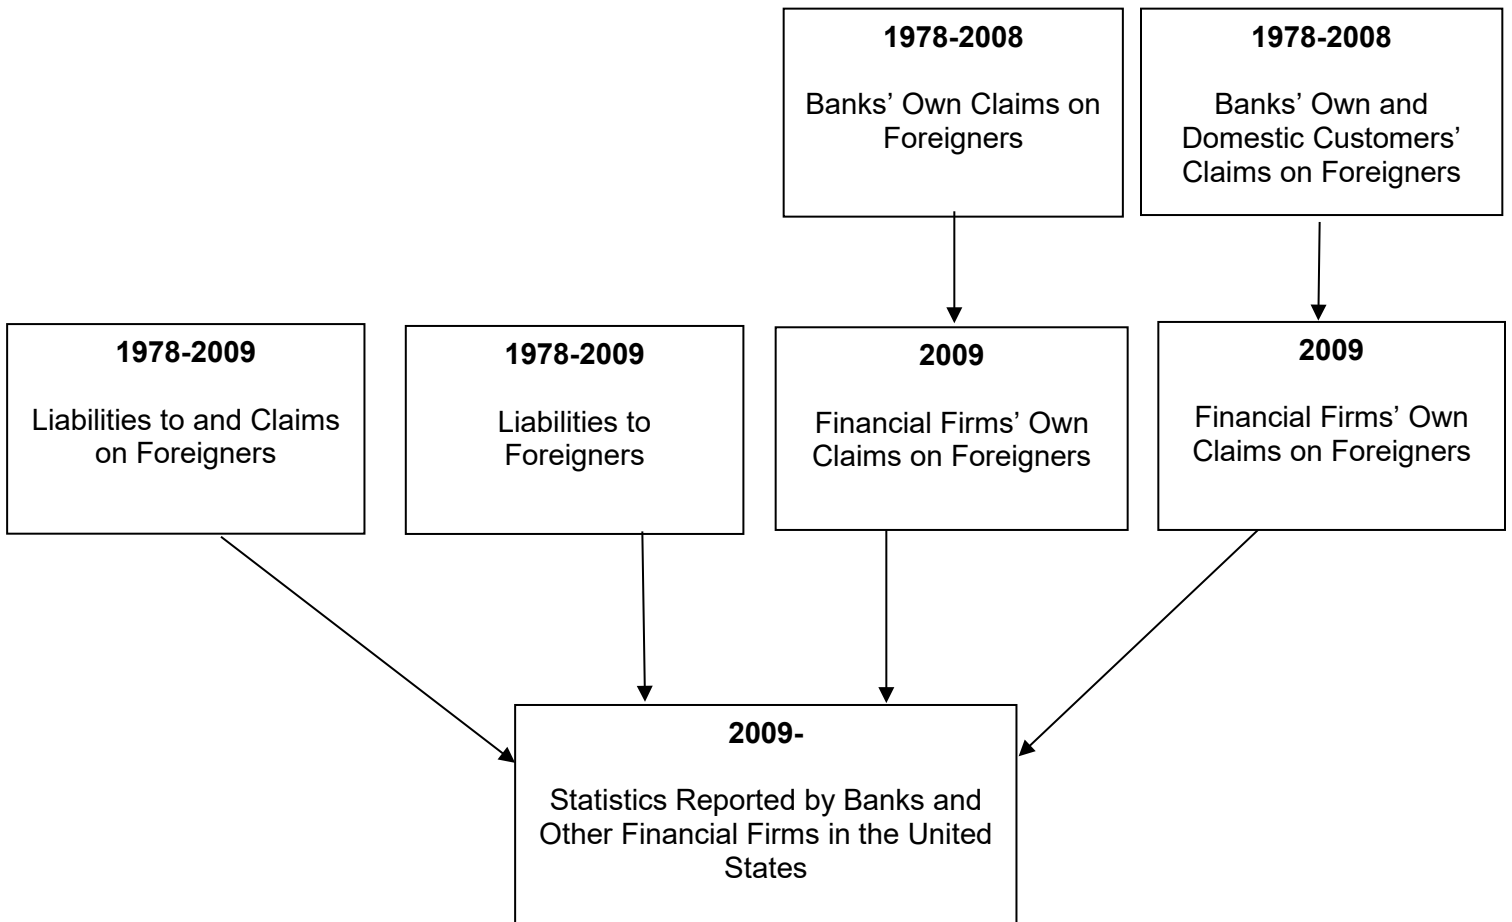 1978-2008
Banks’ Own Claims on
Foreigners
1978-2008
Banks’ Own and
Domestic Customers’
Claims on Foreigners
1978-2009
Liabilities to and Claims
on Foreigners
1978-2009
Liabilities to
Foreigners
2009
Financial Firms’ Own
Claims on Foreigners
2009
Financial Firms’ Own
Claims on Foreigners
2009-
Statistics Reported by Banks and
Other Financial Firms in the United
States